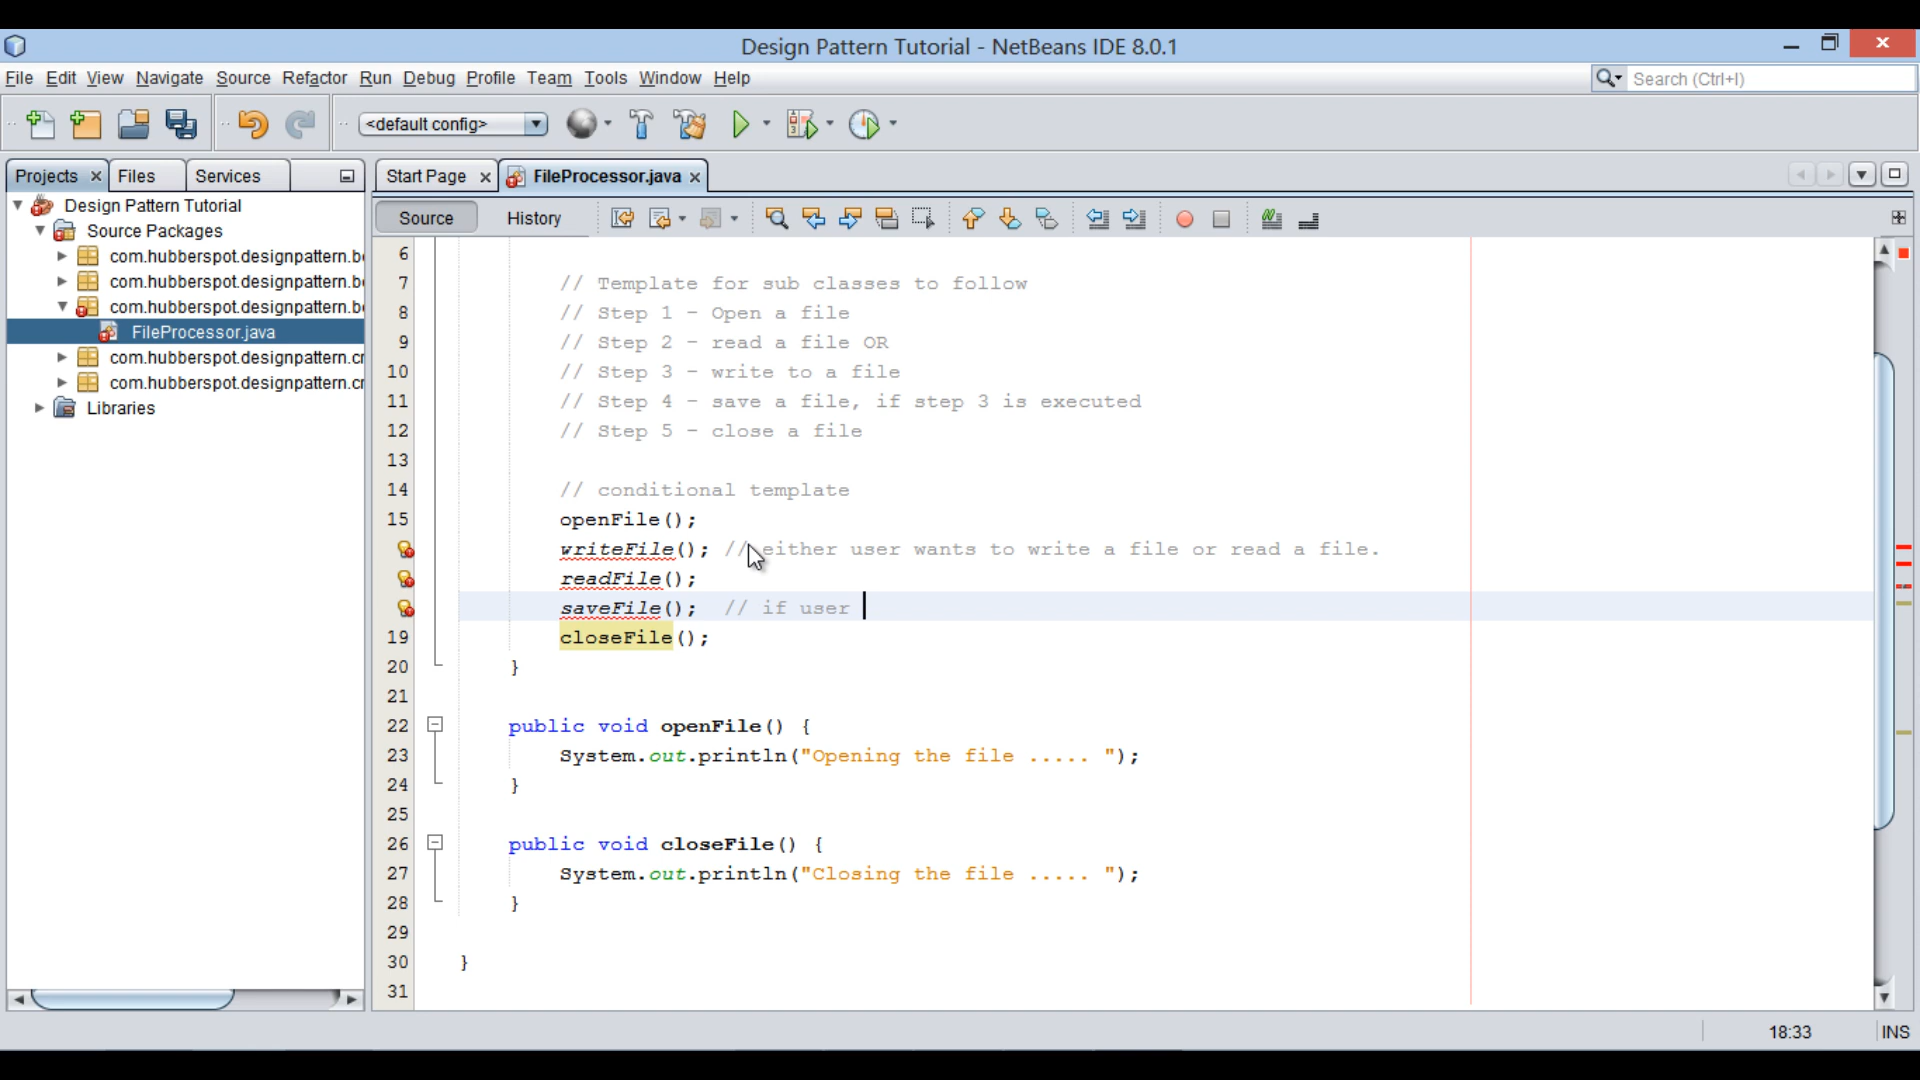 Design Pattern Tutorial - NetBeans IDE 8.0.1
File Edit View Navigate Source Refactor Run Debug Profile Team Tools Window Help
Search (Ctrl+I)
<default config>
Projects Files Services
Start Page FileProcessor.java
Source History
Design Pattern Tutorial
Source Packages
com.hubberspot.designpattern.be
com.hubberspot.designpattern.be
com.hubberspot.designpattern.be
FileProcessor.java
com.hubberspot.designpattern.cr
com.hubberspot.designpattern.cr
Libraries
6
7 // Template for sub classes to follow
8 // Step 1 - Open a file
9 // Step 2 - read a file OR
10 // Step 3 - write to a file
11 // Step 4 - save a file, if step 3 is executed
12 // Step 5 - close a file
13
14 // conditional template
15 openFile();
writeFile(); // either user wants to write a file or read a file.
readFile();
saveFile(); // if user
19 closeFile();
20 }
21
22 public void openFile() {
23 System.out.println("Opening the file ..... ");
24 }
25
26 public void closeFile() {
27 System.out.println("Closing the file ..... ");
28 }
29
30 }
31
18:33 INS